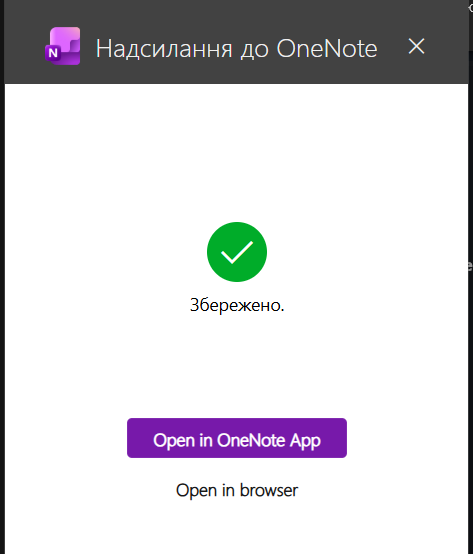 N Надсилання до OneNote
Збережено.
Open in OneNote App
Open in browser